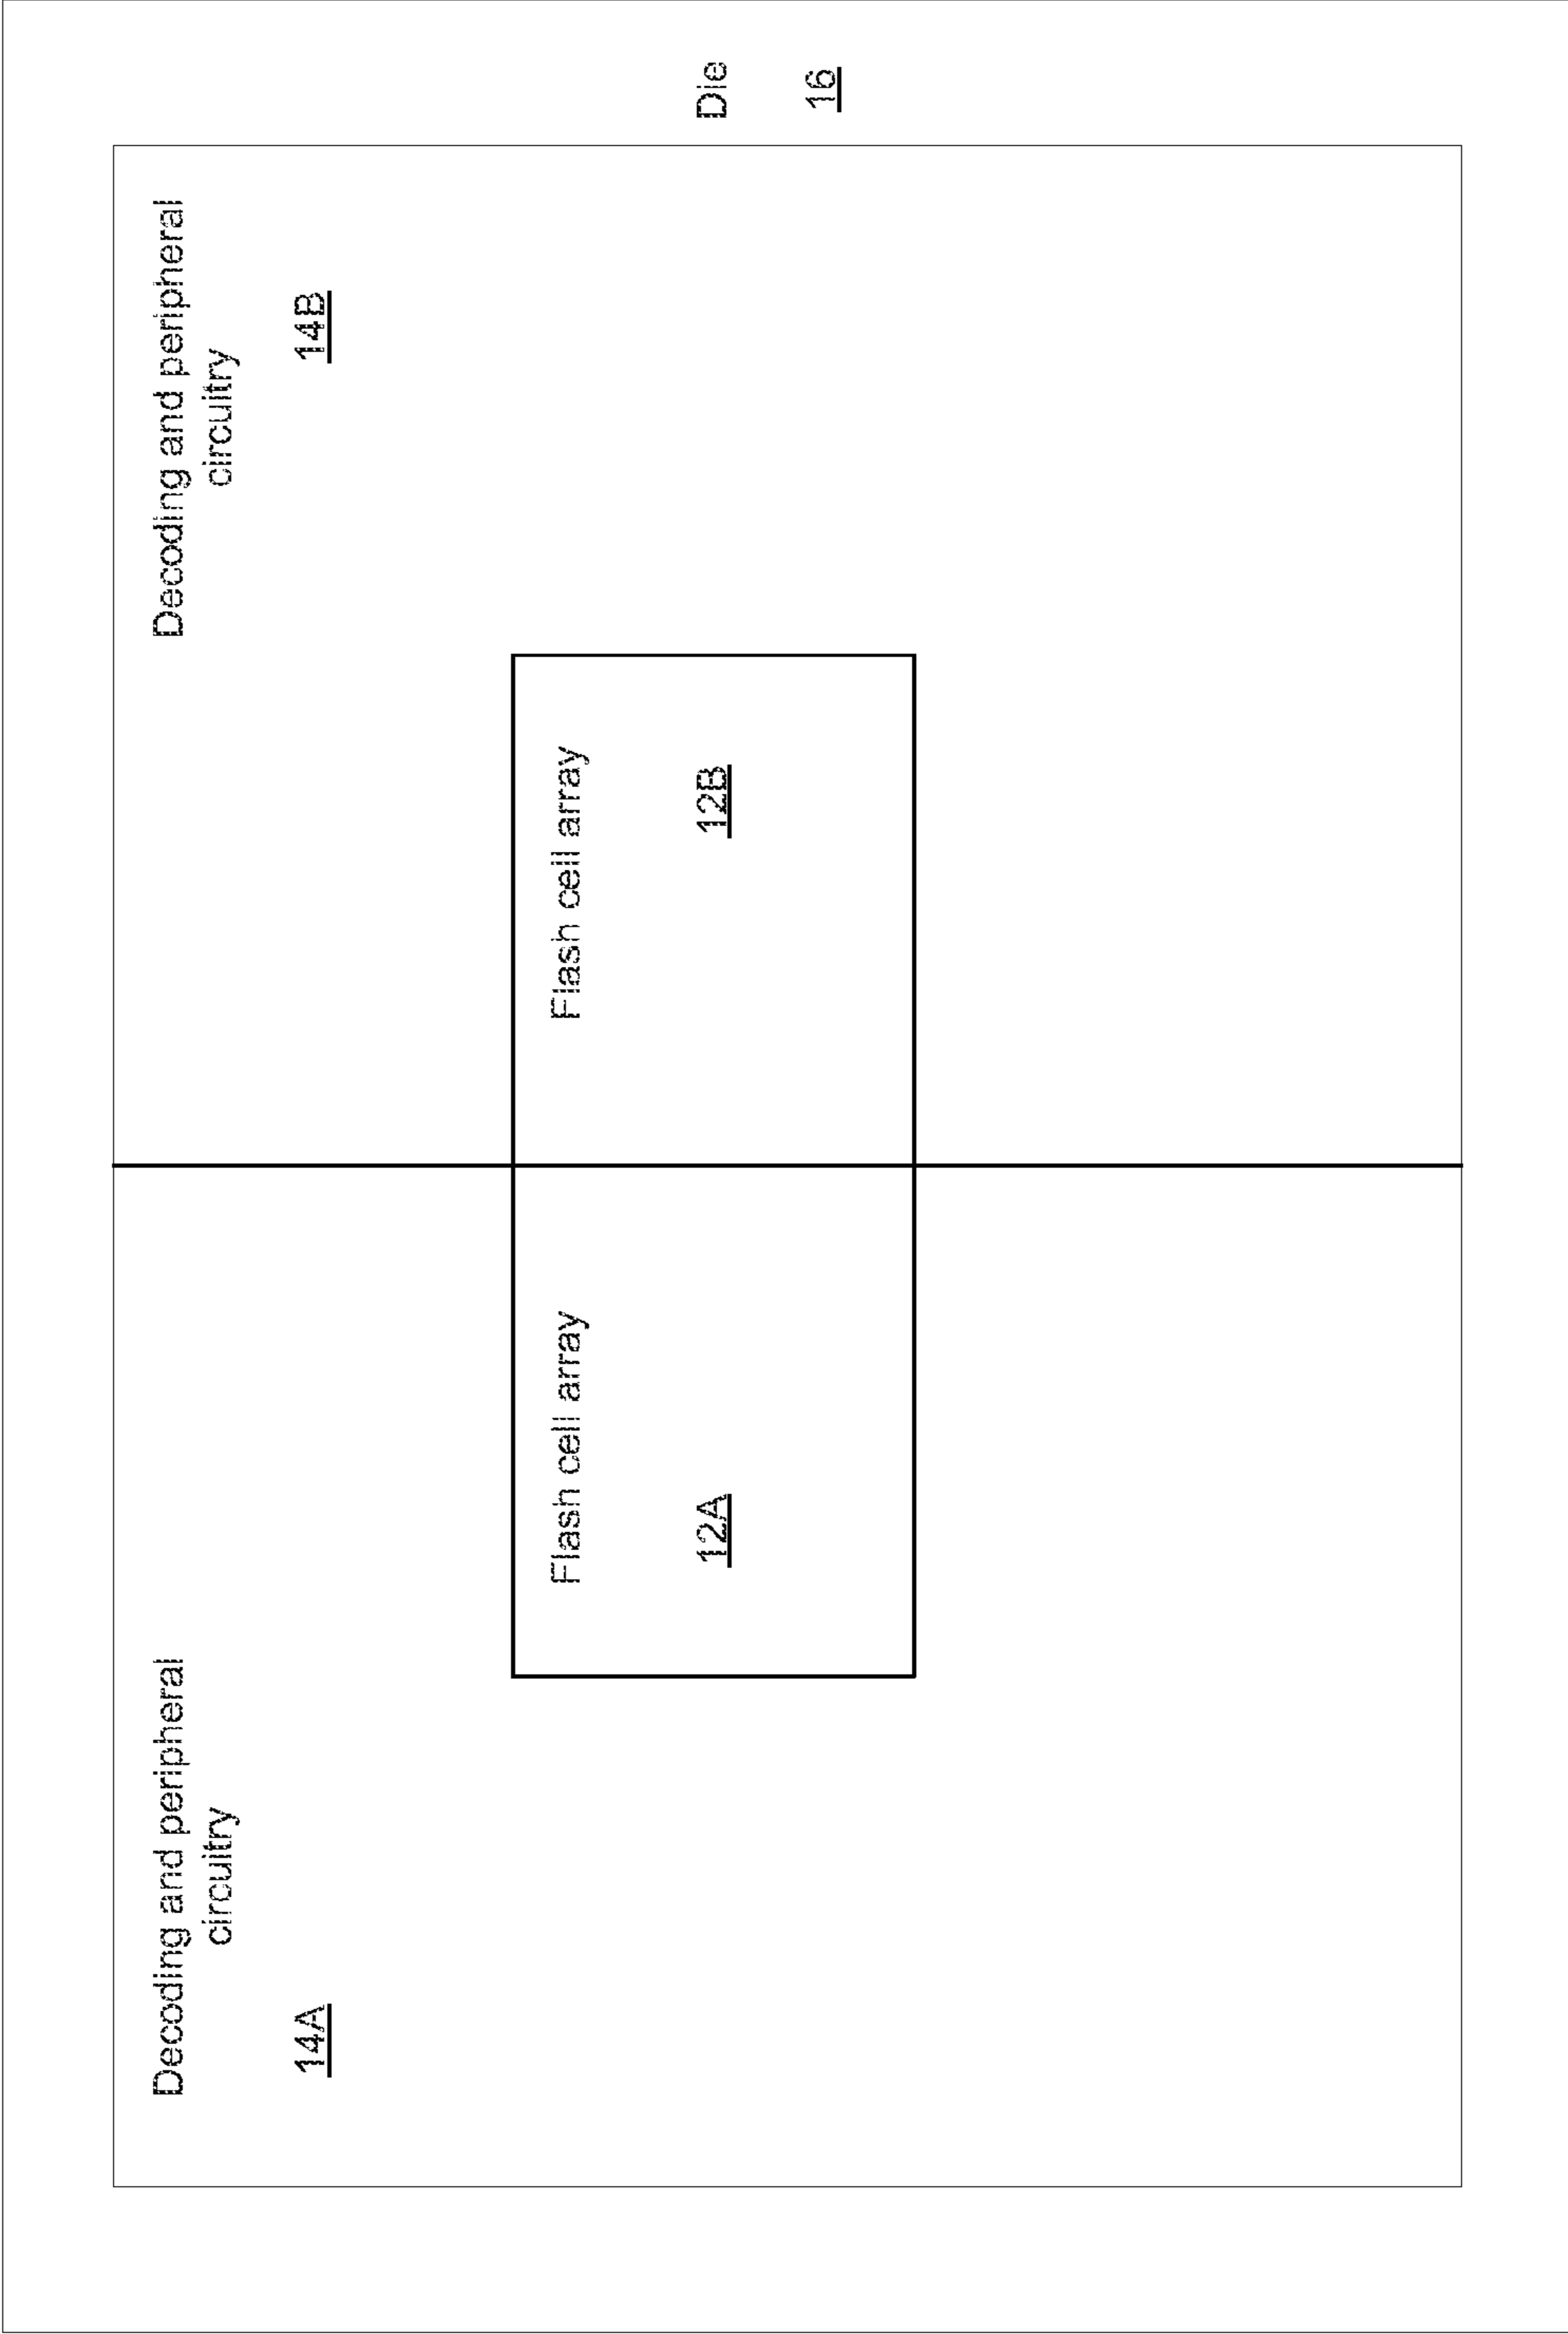 Decoding and peripheral
circuitry
14A
Decoding and peripheral
circuitry
14B
Flash cell array
12A
Flash cell array
12B
Die
16